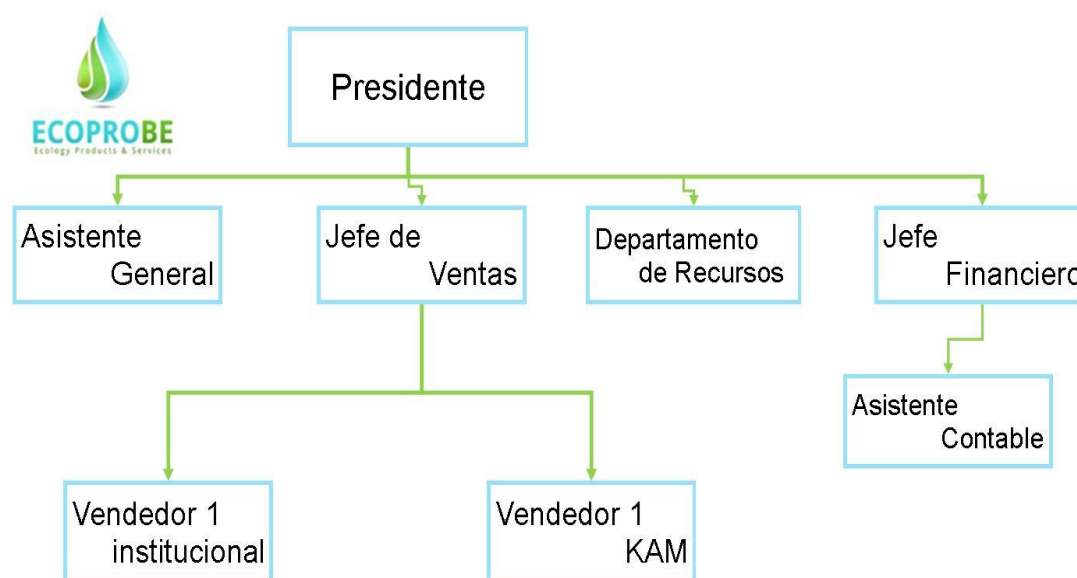 ECOPROBE
Ecology Products & Services
Presidente
Asistente
General
Jefe de
Ventas
Departamento
de Recursos
Jefe
Financiero
Asistente
Contable
Vendedor 1
institucional
Vendedor 1
KAM